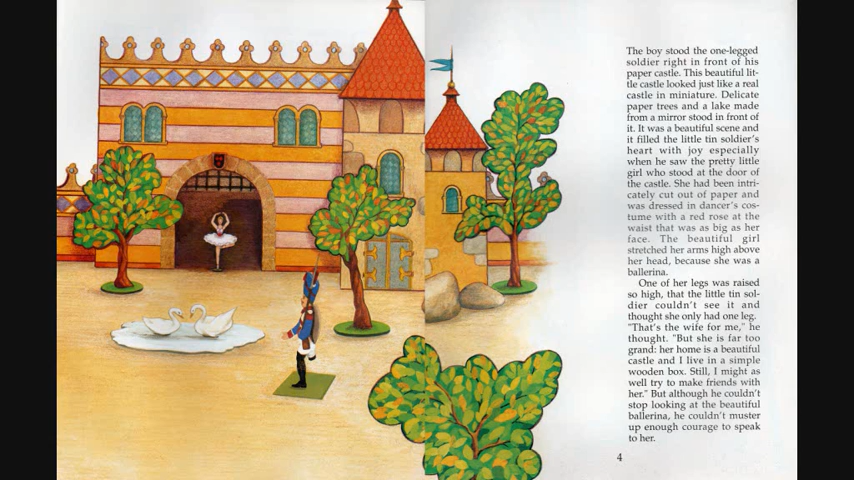 The boy stood the one-legged
soldier right in front of his
paper castle. This beautiful lit-
tle castle looked just like a real
castle in miniature. Delicate
paper trees and a lake made
from a mirror stood in front of
it. It was a beautiful scene and
it filled the little tin soldier's
heart with joy especially
when he saw the pretty little
girl who stood at the door of
the castle. She had been intri-
cately cut out of paper and
was dressed in dancer's cos-
tume with a red rose at the
waist that was as big as her
face. The beautiful girl
stretched her arms high above
her head, because she was a
ballerina.
One of her legs was raised
so high, that the little tin sol-
dier couldn't see it and
thought she only had one leg.
"That's the wife for me," he
thought. "But she is far too
grand: her home is a beautiful
castle and I live in a simple
wooden box. Still, I might as
well try to make friends with
her." But although he couldn't
stop looking at the beautiful
ballerina, he couldn't muster
up enough courage to speak
to her.
4